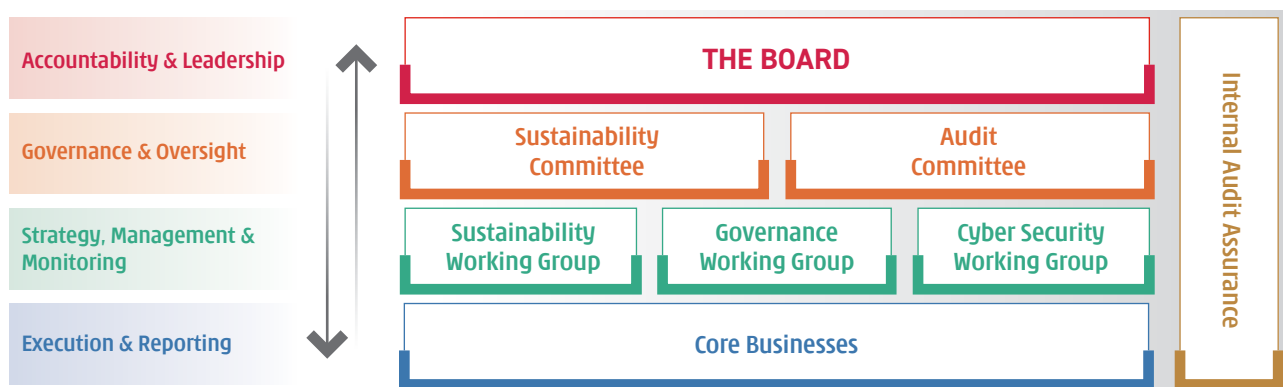 Accountability & Leadership
THE BOARD
Governance & Oversight
Sustainability
Committee
Audit
Committee
Strategy, Management &
Monitoring
Sustainability
Working Group
Governance
Working Group
Cyber Security
Working Group
Execution & Reporting
Core Businesses
Internal Audit Assurance